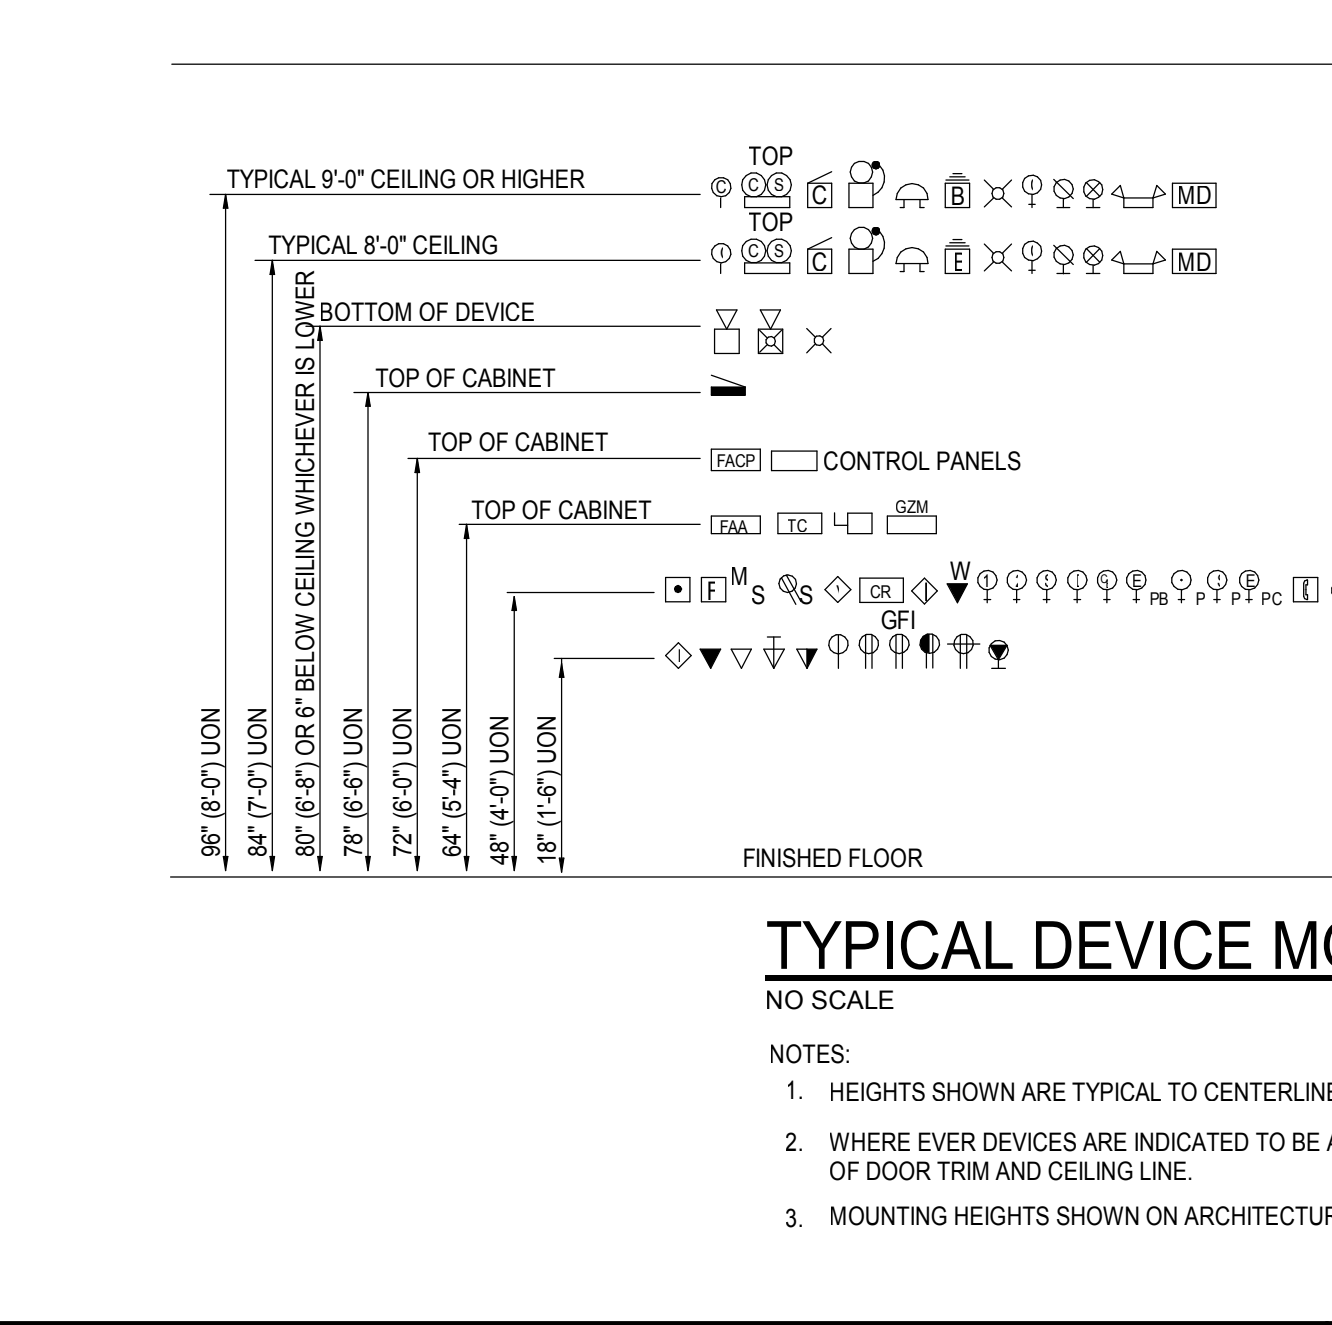 TOP
TYPICAL 9'-0" CEILING OR HIGHER
C C S C B MD
TOP
TYPICAL 8'-0" CEILING
C S C E MD
BOTTOM OF DEVICE
TOP OF CABINET
TOP OF CABINET
FACP CONTROL PANELS
TOP OF CABINET
FAA TC GZM
F M S S CR W 1 E PB P P E PC
GFI
96" (8'-0") UON
84" (7'-0") UON
80" (6'-8") OR 6" BELOW CEILING WHICHEVER IS LOWER
78" (6'-6") UON
72" (6'-0") UON
64" (5'-4") UON
48" (4'-0") UON
18" (1'-6") UON
FINISHED FLOOR
TYPICAL DEVICE
NO SCALE
NOTES:
1. HEIGHTS SHOWN ARE TYPICAL TO CENTERLINE
2. WHERE EVER DEVICES ARE INDICATED TO BE
OF DOOR TRIM AND CEILING LINE.
3. MOUNTING HEIGHTS SHOWN ON